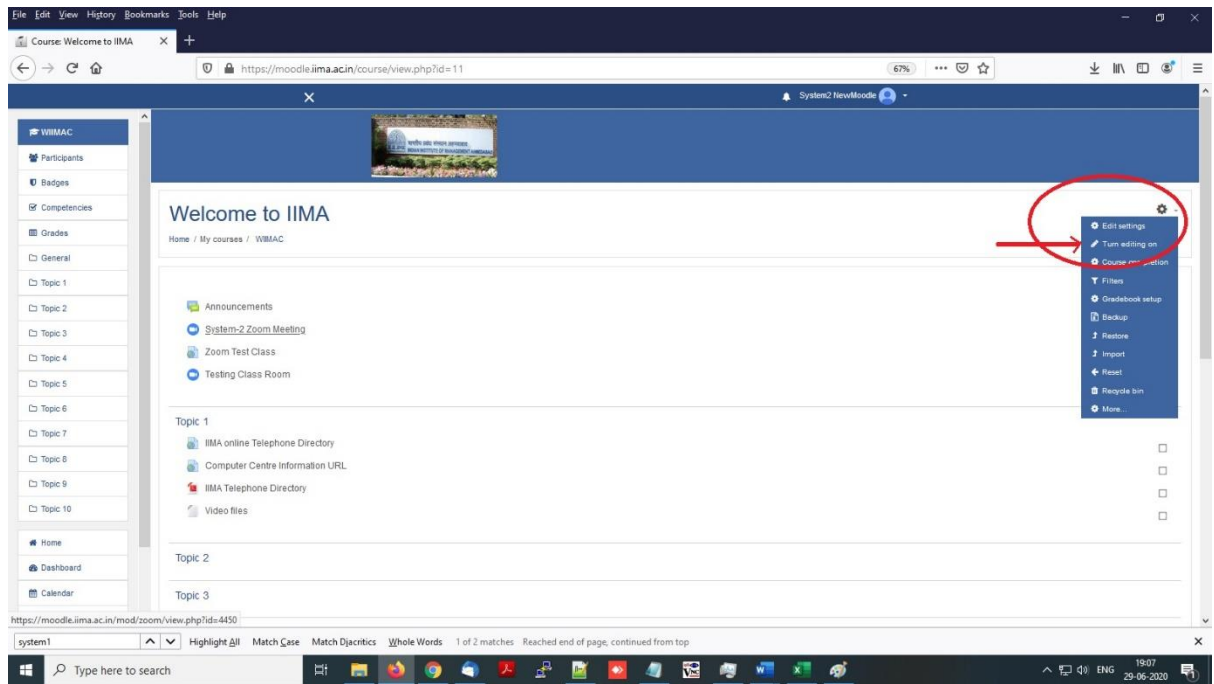 File Edit View History Bookmarks Tools Help
Course: Welcome to IIMA
https://moodle.iima.ac.in/course/view.php?id=11
67%
System2 NewMoodle
WIIMAC
Participants
Badges
Competencies
Grades
General
Topic 1
Topic 2
Topic 3
Topic 4
Topic 5
Topic 6
Topic 7
Topic 8
Topic 9
Topic 10
Home
Dashboard
Calendar
Welcome to IIMA
Home / My courses / WIIMAC
Edit settings
Turn editing on
Course completion
Filters
Gradebook setup
Backup
Restore
Import
Reset
Recycle bin
More...
Announcements
System-2 Zoom Meeting
Zoom Test Class
Testing Class Room
Topic 1
IIMA online Telephone Directory
Computer Centre Information URL
IIMA Telephone Directory
Video files
Topic 2
Topic 3
https://moodle.iima.ac.in/mod/zoom/view.php?id=4450
system1 Highlight All Match Case Match Diacritics Whole Words 1 of 2 matches Reached end of page, continued from top
Type here to search
ENG
19:07
29-06-2020